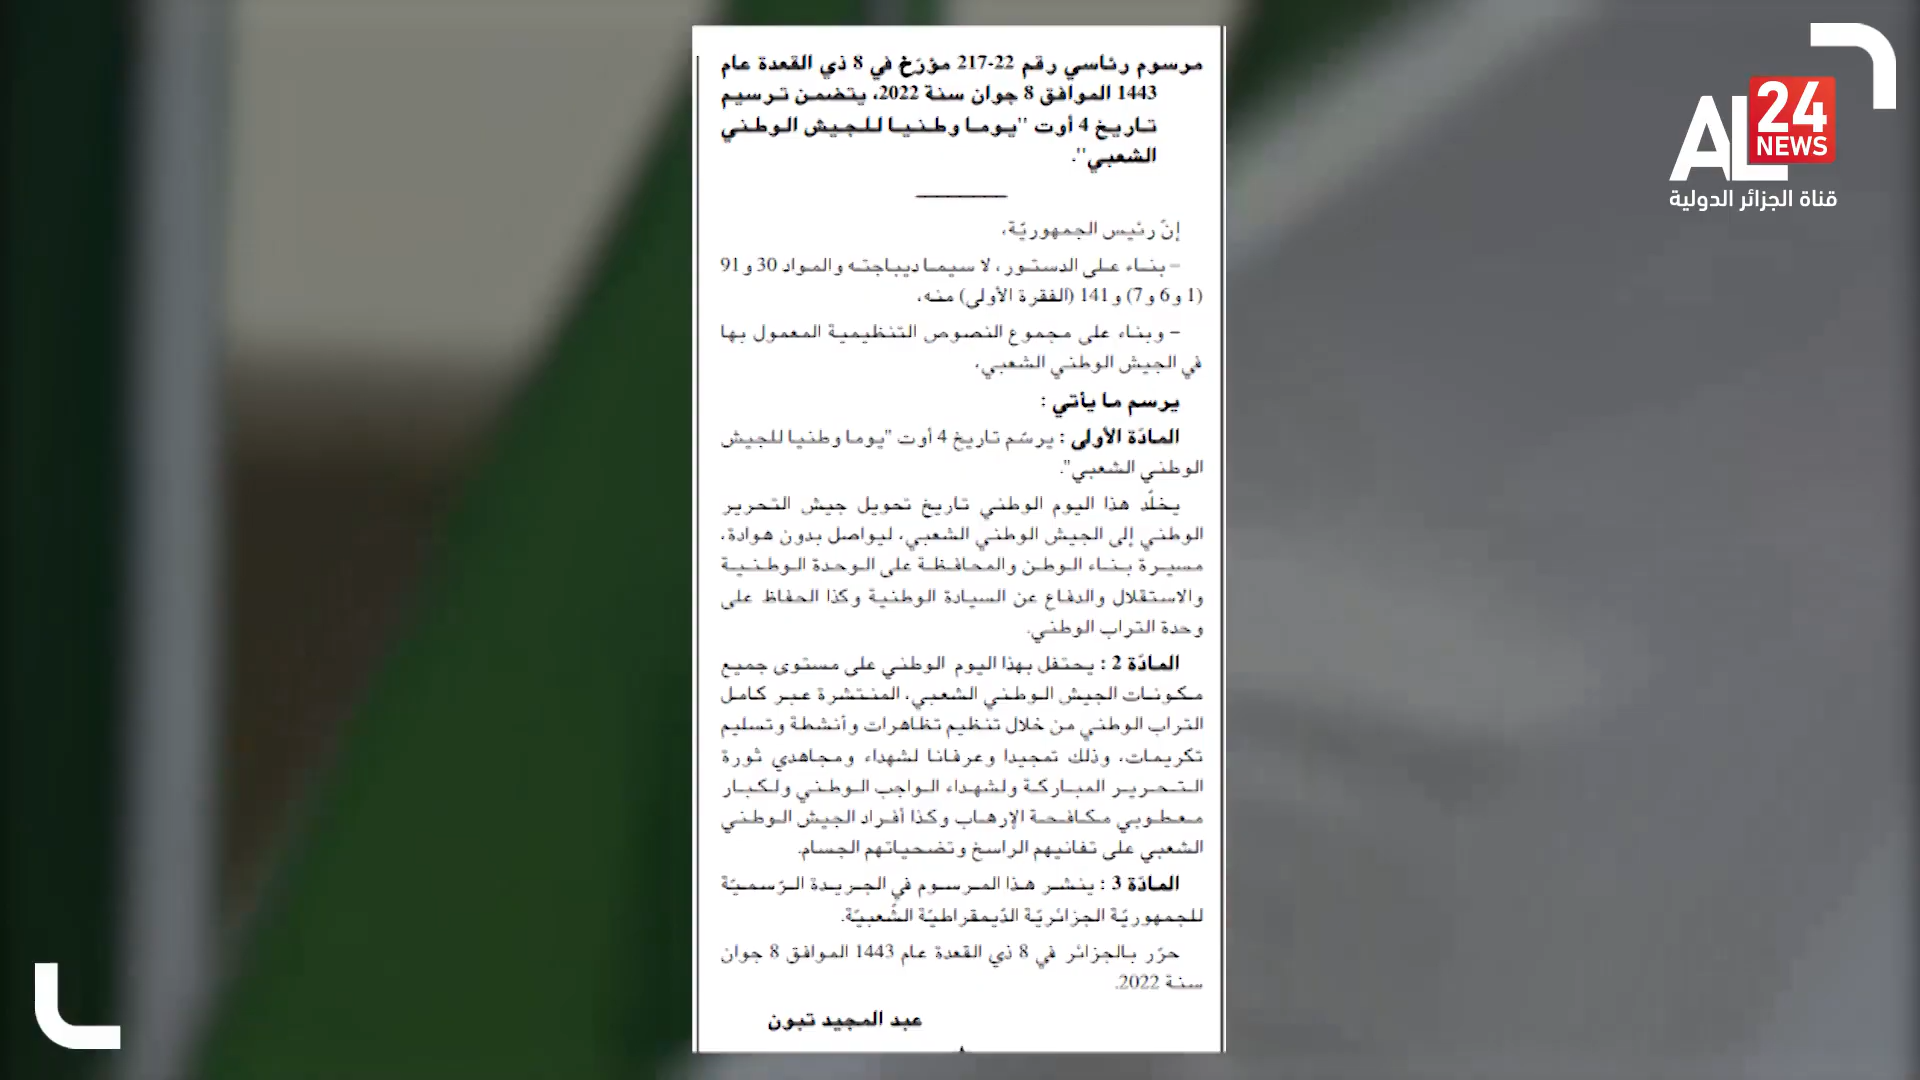 مرسوم رئاسي رقم 22-217 مؤرّخ في 8 ذي القعدة عام
1443 الموافق 8 جوان سنة 2022، يتضمن ترسيم
تاريخ 4 أوت "يوما وطنيا للجيش الوطني
الشعبي".
إنّ رئيس الجمهوريّة،
– بناء على الدستور، لا سيما ديباجته والمواد 30 و91
(1 و6 و7) و141 (الفقرة الأولى) منه،
– وبناء على مجموع النصوص التنظيمية المعمول بها
في الجيش الوطني الشعبي،
يرسم ما يأتي :
المادّة الأولى : يرسّم تاريخ 4 أوت "يوما وطنيا للجيش
الوطني الشعبي".
يخلّد هذا اليوم الوطني تاريخ تحويل جيش التحرير
الوطني إلى الجيش الوطني الشعبي، ليواصل بدون هوادة،
مسيرة بناء الوطن والمحافظة على الوحدة الوطنية
والاستقلال والدفاع عن السيادة الوطنية وكذا الحفاظ على
وحدة التراب الوطني.
المادّة 2 : يحتفل بهذا اليوم الوطني على مستوى جميع
مكونات الجيش الوطني الشعبي، المنتشرة عبر كامل
التراب الوطني من خلال تنظيم تظاهرات وأنشطة وتسليم
تكريمات، وذلك تمجيدا وعرفانا لشهداء ومجاهدي ثورة
التحرير المباركة ولشهداء الواجب الوطني ولكبار
معطوبي مكافحة الإرهاب وكذا أفراد الجيش الوطني
الشعبي على تفانيهم الراسخ وتضحياتهم الجسام.
المادّة 3 : ينشر هذا المرسوم في الجريدة الرّسميّة
للجمهوريّة الجزائريّة الدّيمقراطيّة الشّعبيّة.
حرّر بالجزائر في 8 ذي القعدة عام 1443 الموافق 8 جوان
سنة 2022.
عبد المجيد تبون
AL 24
NEWS
قناة الجزائر الدولية